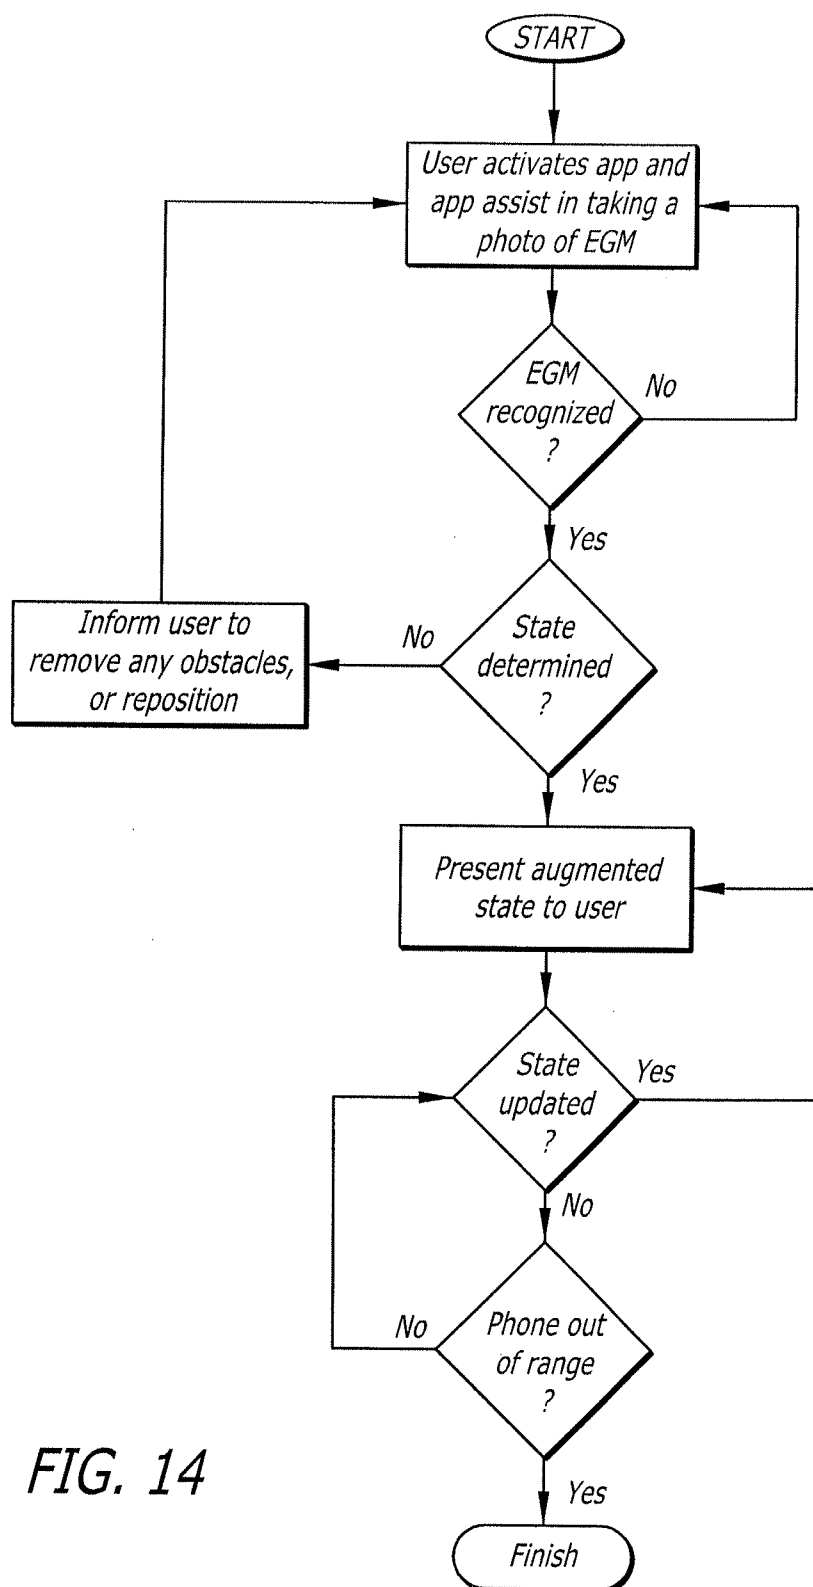 START
User activates app and
app assist in taking a
photo of EGM
EGM
recognized
?
No
Yes
State
determined
?
No
Inform user to
remove any obstacles,
or reposition
Yes
Present augmented
state to user
State
updated
?
Yes
No
Phone out
of range
?
No
Yes
Finish
FIG. 14